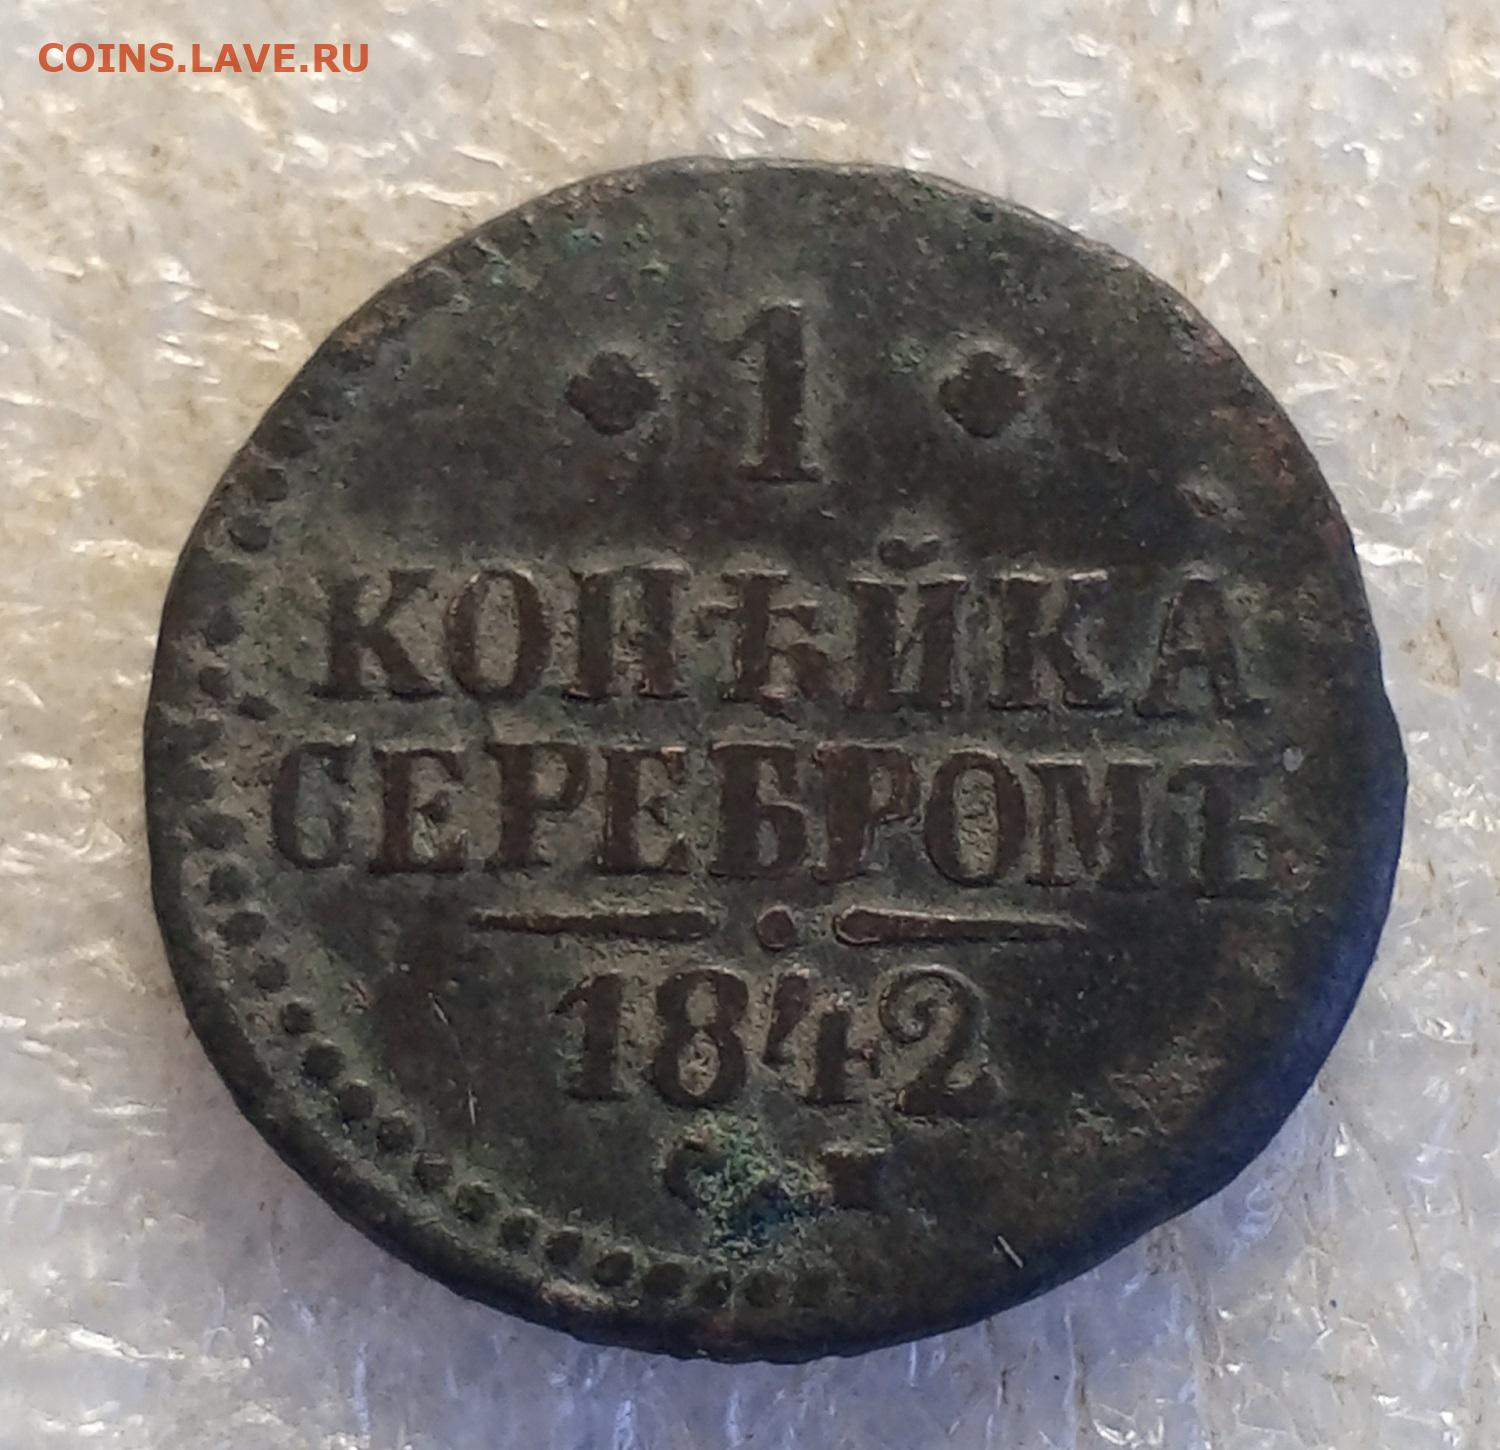 COINS.LAVE.RU
1
КОПѢЙКА
СЕРЕБРОМЪ
1842